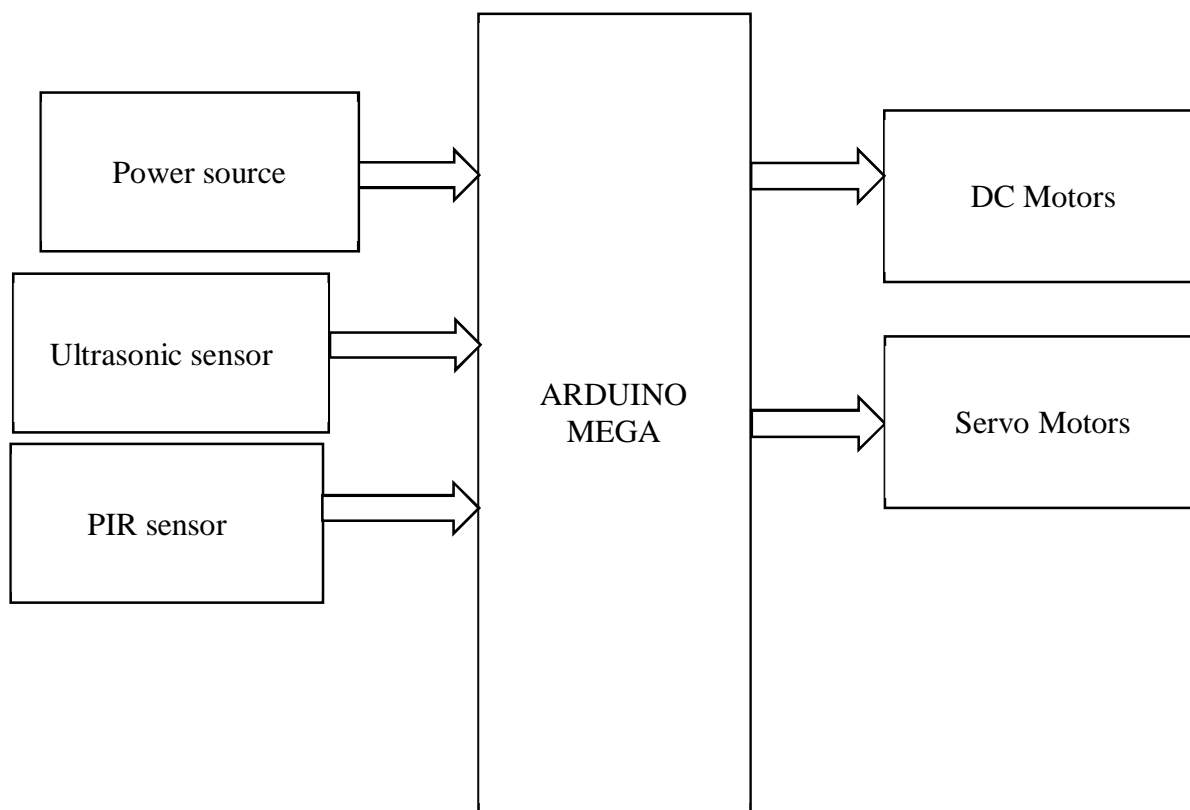 Power source
Ultrasonic sensor
PIR sensor
ARDUINO
MEGA
DC Motors
Servo Motors